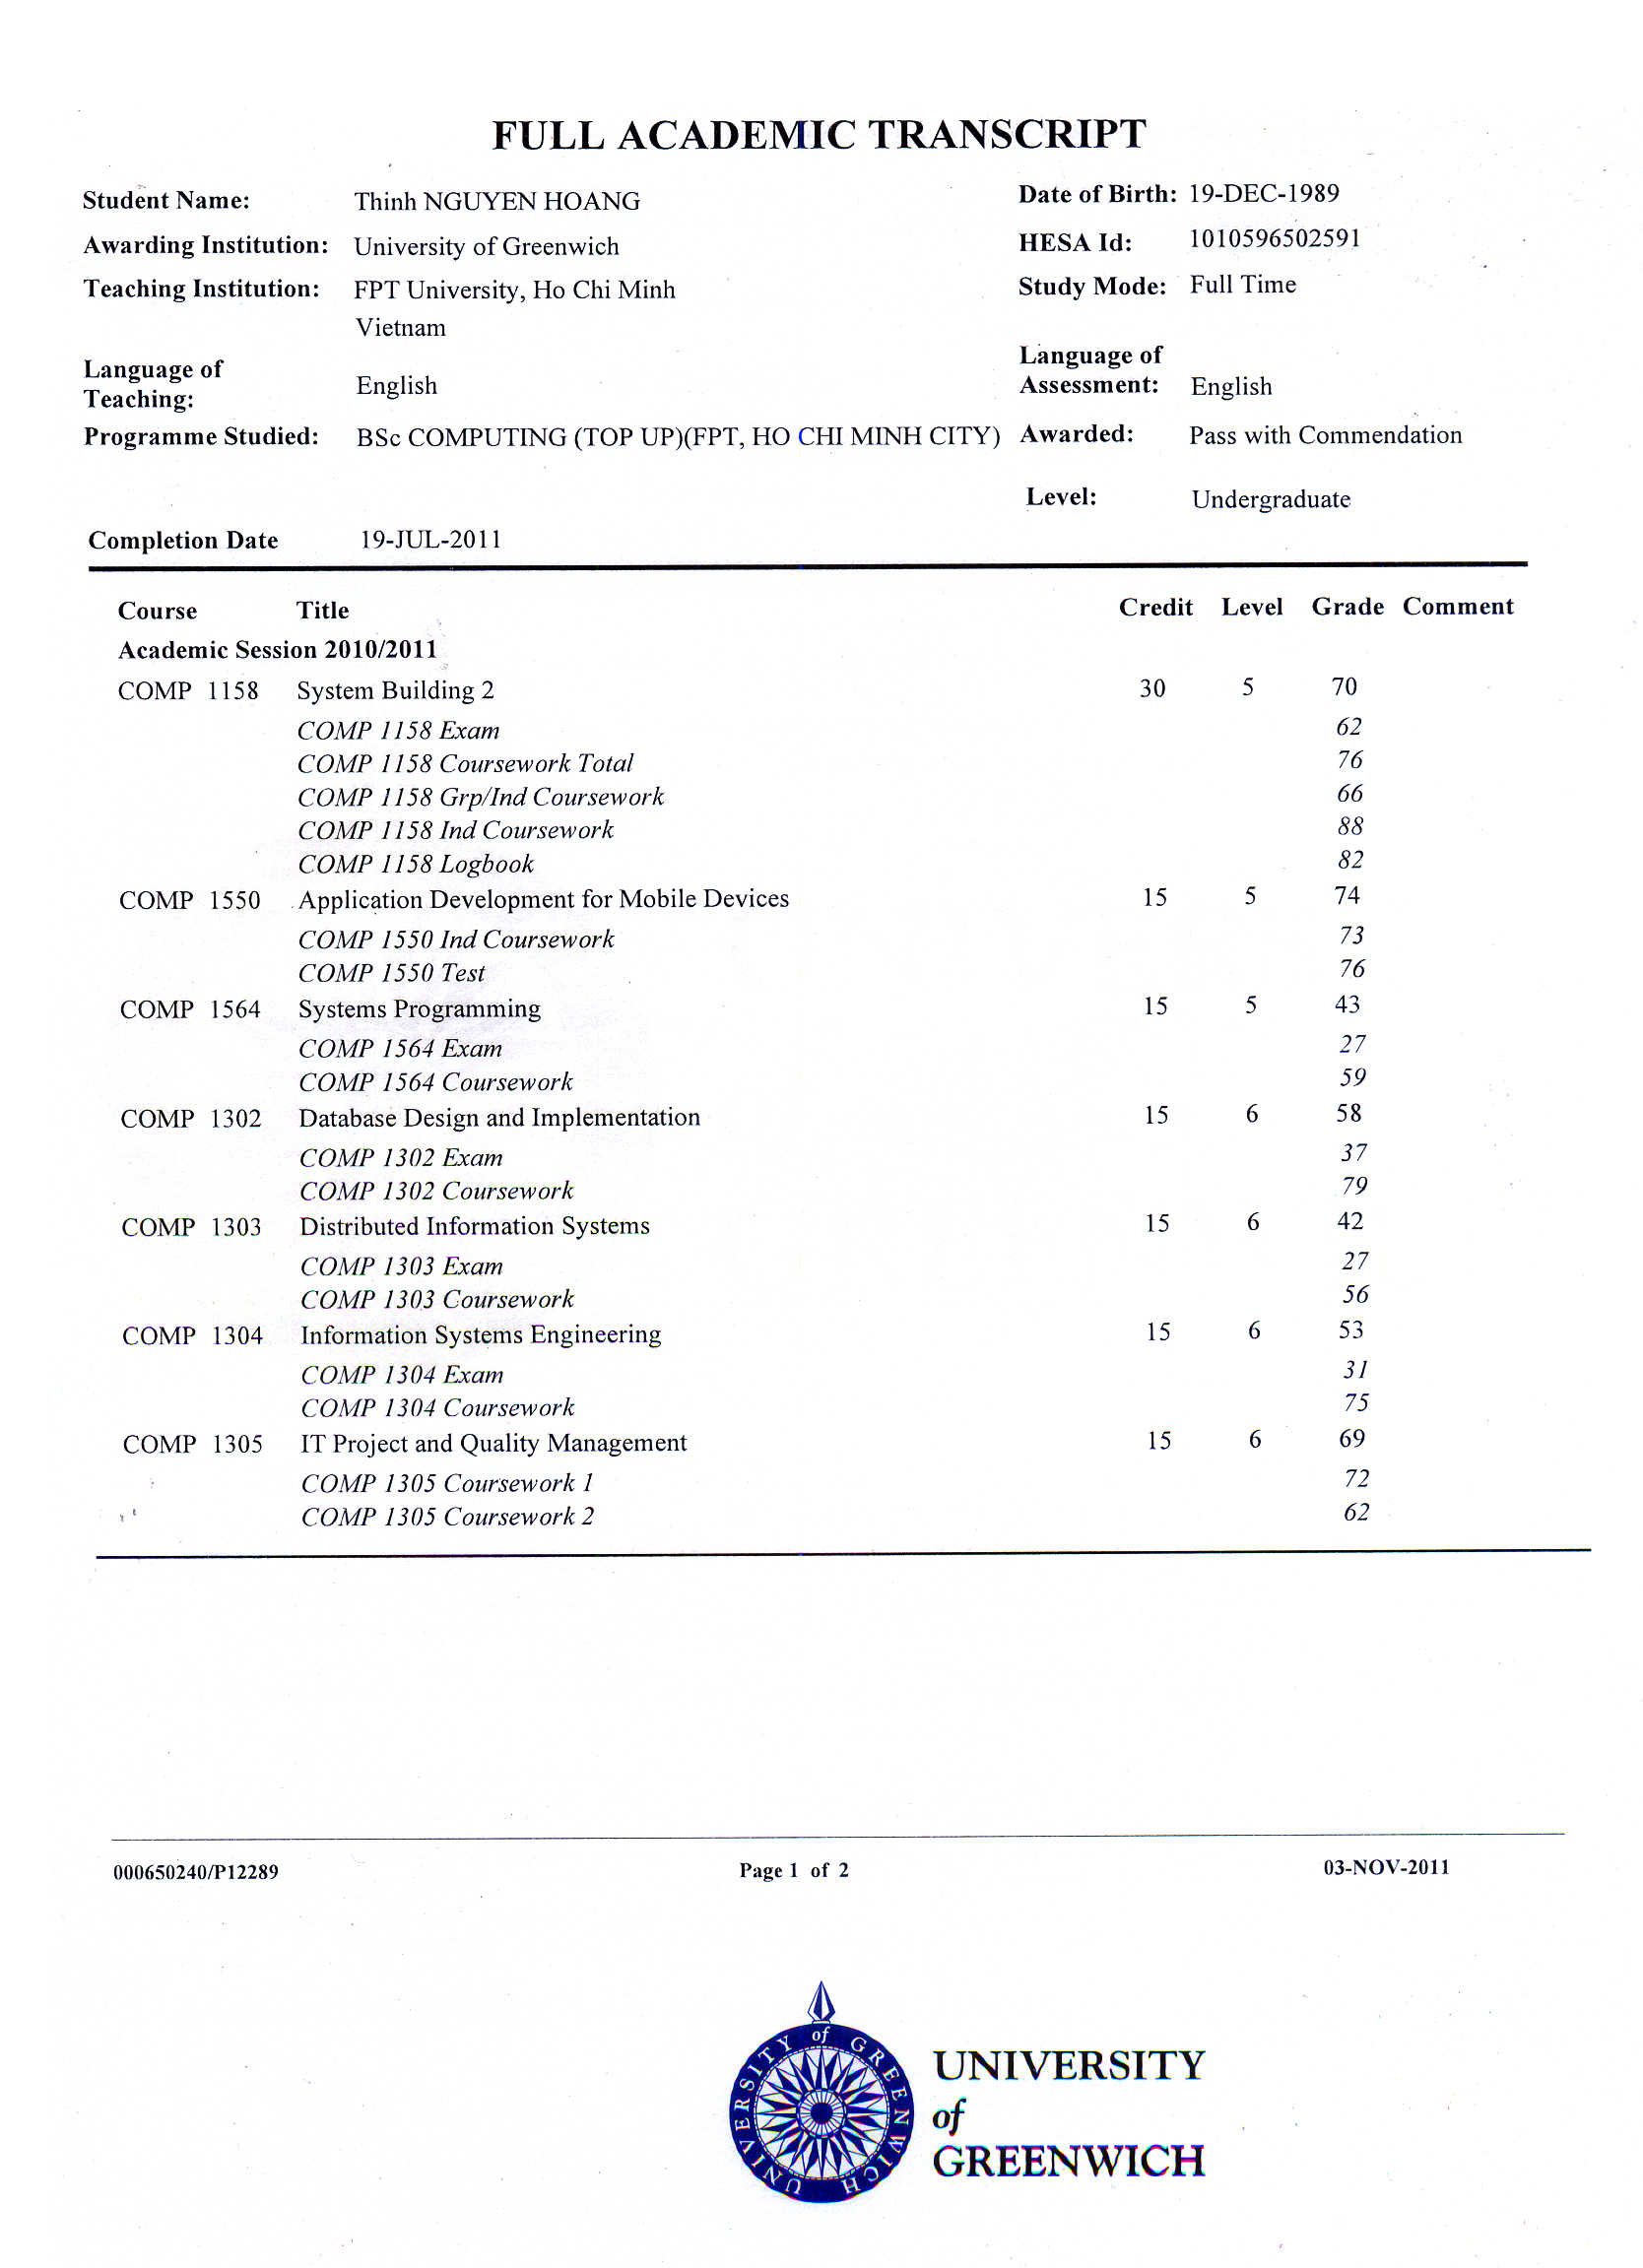 FULL ACADEMIC TRANSCRIPT
Student Name: Thinh NGUYEN HOANG Date of Birth: 19-DEC-1989
Awarding Institution: University of Greenwich HESA Id: 1010596502591
Teaching Institution: FPT University, Ho Chi Minh Study Mode: Full Time
Vietnam
Language of Teaching: English Language of Assessment: English
Programme Studied: BSc COMPUTING (TOP UP)(FPT, HO CHI MINH CITY) Awarded: Pass with Commendation
Level: Undergraduate
Completion Date 19-JUL-2011
Course Title Credit Level Grade Comment
Academic Session 2010/2011
COMP 1158 System Building 2 30 5 70
COMP 1158 Exam 62
COMP 1158 Coursework Total 76
COMP 1158 Grp/Ind Coursework 66
COMP 1158 Ind Coursework 88
COMP 1158 Logbook 82
COMP 1550 Application Development for Mobile Devices 15 5 74
COMP 1550 Ind Coursework 73
COMP 1550 Test 76
COMP 1564 Systems Programming 15 5 43
COMP 1564 Exam 27
COMP 1564 Coursework 59
COMP 1302 Database Design and Implementation 15 6 58
COMP 1302 Exam 37
COMP 1302 Coursework 79
COMP 1303 Distributed Information Systems 15 6 42
COMP 1303 Exam 27
COMP 1303 Coursework 56
COMP 1304 Information Systems Engineering 15 6 53
COMP 1304 Exam 31
COMP 1304 Coursework 75
COMP 1305 IT Project and Quality Management 15 6 69
COMP 1305 Coursework 1 72
COMP 1305 Coursework 2 62
000650240/P12289 Page 1 of 2 03-NOV-2011
UNIVERSITY of GREENWICH
UNIVERSITY
of
GREENWICH